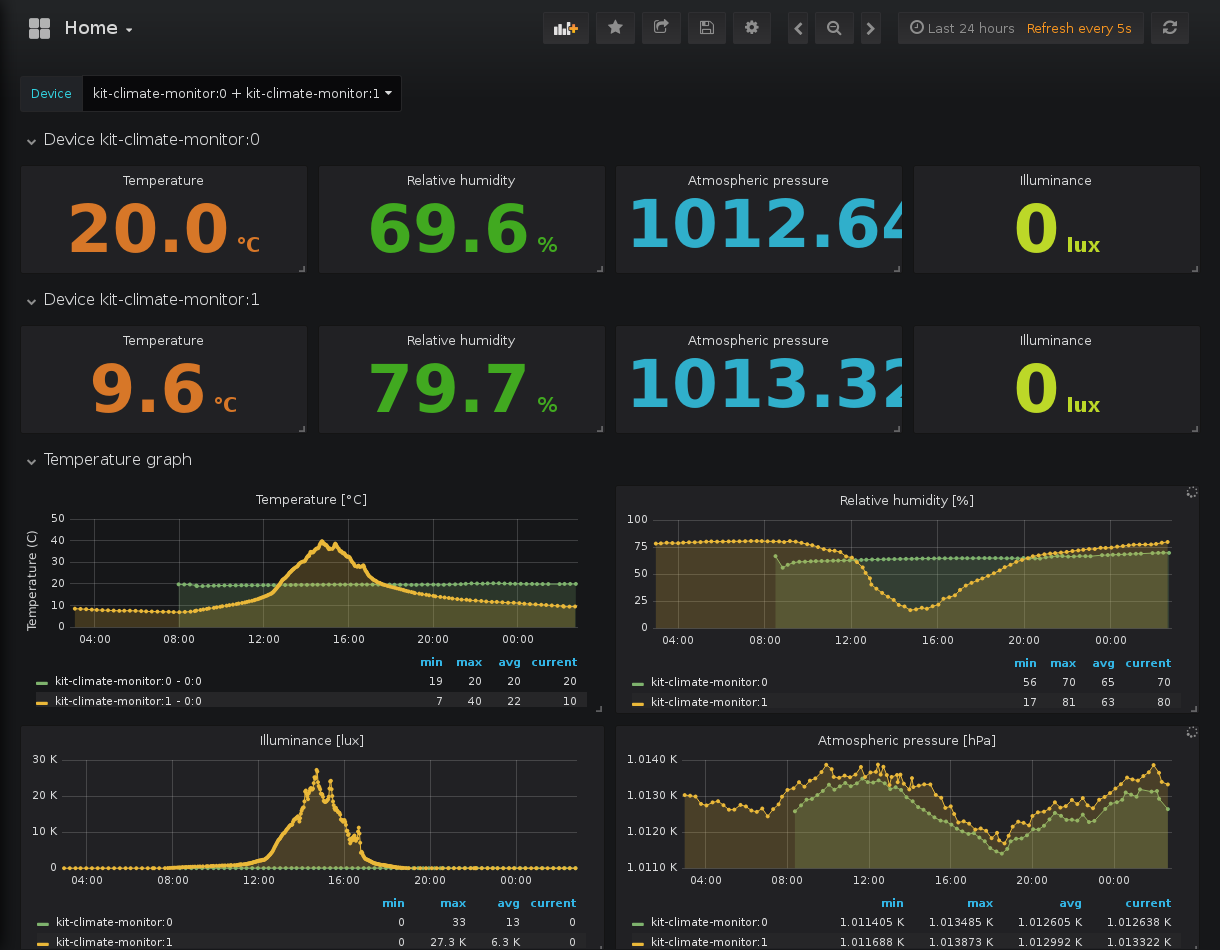 Home
Last 24 hours Refresh every 5s
Device kit-climate-monitor:0 + kit-climate-monitor:1
Device kit-climate-monitor:0
Temperature
20.0 °C
Relative humidity
69.6 %
Atmospheric pressure
1012.64
Illuminance
0 lux
Device kit-climate-monitor:1
Temperature
9.6 °C
Relative humidity
79.7 %
Atmospheric pressure
1013.32
Illuminance
0 lux
Temperature graph
Temperature [°C]
Temperature (C)
50
40
30
20
10
0
04:00 08:00 12:00 16:00 20:00 00:00
min max avg current
kit-climate-monitor:0 - 0:0 19 20 20 20
kit-climate-monitor:1 - 0:0 7 40 22 10
Relative humidity [%]
100
75
50
25
0
04:00 08:00 12:00 16:00 20:00 00:00
min max avg current
kit-climate-monitor:0 56 70 65 70
kit-climate-monitor:1 17 81 63 80
Illuminance [lux]
30 K
20 K
10 K
0
04:00 08:00 12:00 16:00 20:00 00:00
min max avg current
kit-climate-monitor:0 0 33 13 0
kit-climate-monitor:1 0 27.3 K 6.3 K 0
Atmospheric pressure [hPa]
1.0140 K
1.0130 K
1.0120 K
1.0110 K
04:00 08:00 12:00 16:00 20:00 00:00
min max avg current
kit-climate-monitor:0 1.011405 K 1.013485 K 1.012605 K 1.012638 K
kit-climate-monitor:1 1.011688 K 1.013873 K 1.012992 K 1.013322 K